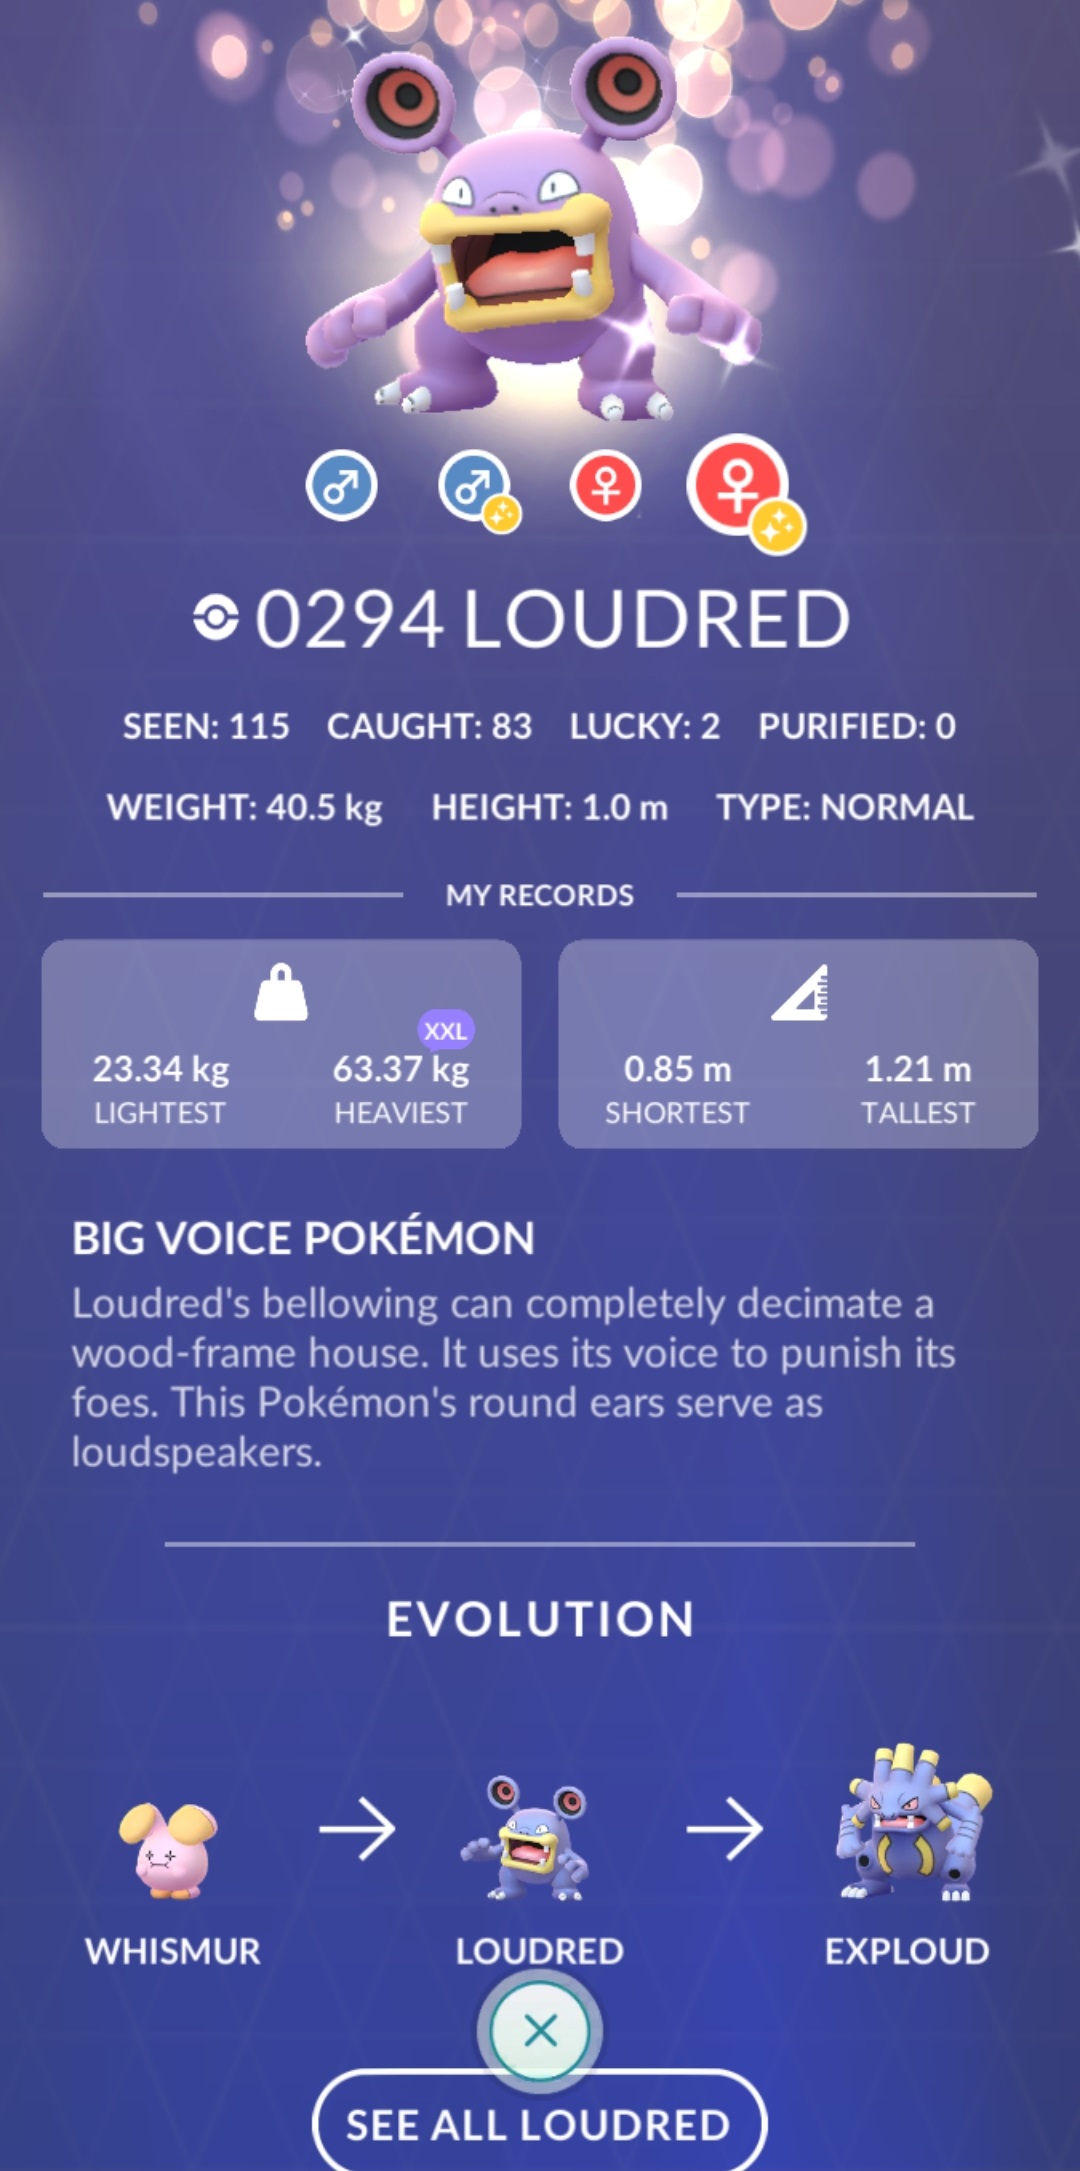 0294 LOUDRED
SEEN: 115 CAUGHT: 83 LUCKY: 2 PURIFIED: 0
WEIGHT: 40.5 kg HEIGHT: 1.0 m TYPE: NORMAL
MY RECORDS
XXL
23.34 kg 63.37 kg 0.85 m 1.21 m
LIGHTEST HEAVIEST SHORTEST TALLEST
BIG VOICE POKÉMON
Loudred's bellowing can completely decimate a
wood-frame house. It uses its voice to punish its
foes. This Pokémon's round ears serve as
loudspeakers.
EVOLUTION
WHISMUR LOUDRED EXPLOUD
SEE ALL LOUDRED